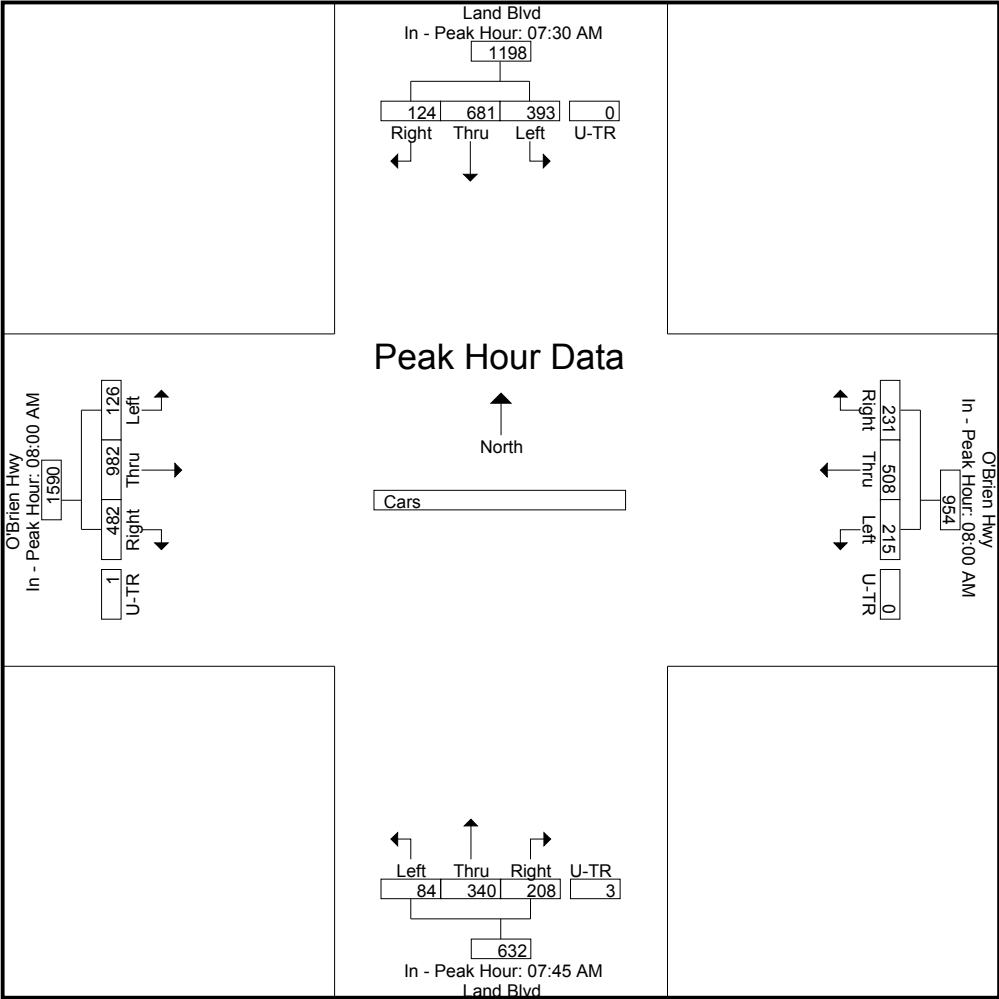 Land Blvd
In - Peak Hour: 07:30 AM
1198
124 681 393 0
Right Thru Left U-TR
Peak Hour Data
North
Cars
O'Brien Hwy
In - Peak Hour: 08:00 AM
1590
126 982 482 1
Left Thru Right U-TR
O'Brien Hwy
In - Peak Hour: 08:00 AM
954
231 508 215 0
Right Thru Left U-TR
Left Thru Right U-TR
84 340 208 3
632
In - Peak Hour: 07:45 AM
Land Blvd